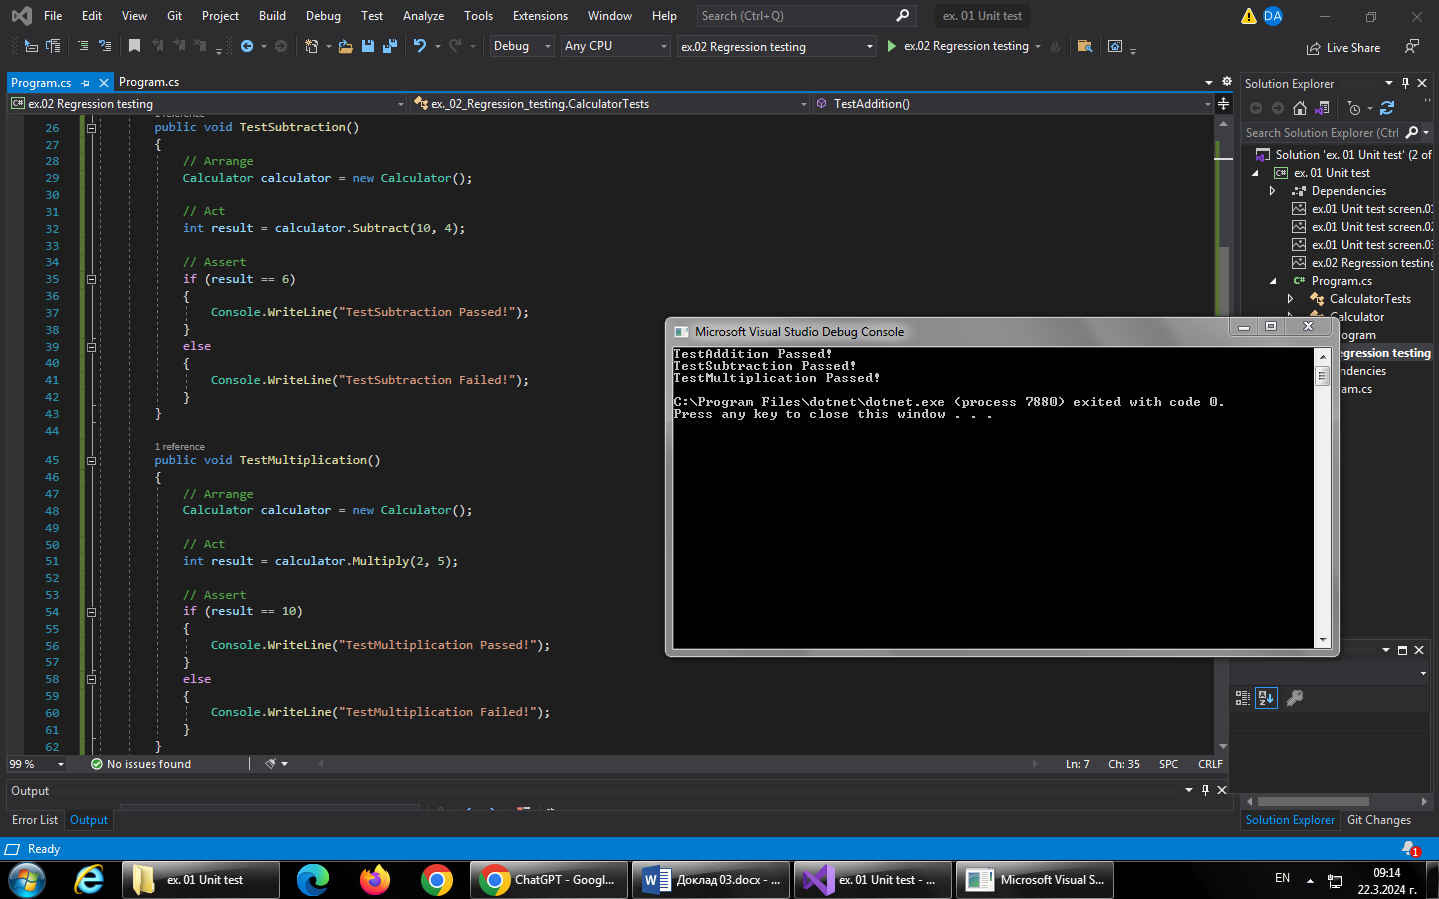 File Edit View Git Project Build Debug Test Analyze Tools Extensions Window Help Search (Ctrl+Q) ex. 01 Unit test DA
Debug Any CPU ex.02 Regression testing ex.02 Regression testing Live Share
Program.cs Program.cs
C# ex.02 Regression testing ex._02_Regression_testing.CalculatorTests TestAddition()
26 public void TestSubtraction()
27 {
28 // Arrange
29 Calculator calculator = new Calculator();
30
31 // Act
32 int result = calculator.Subtract(10, 4);
33
34 // Assert
35 if (result == 6)
36 {
37 Console.WriteLine("TestSubtraction Passed!");
38 }
39 else
40 {
41 Console.WriteLine("TestSubtraction Failed!");
42 }
43 }
44
1 reference
45 public void TestMultiplication()
46 {
47 // Arrange
48 Calculator calculator = new Calculator();
49
50 // Act
51 int result = calculator.Multiply(2, 5);
52
53 // Assert
54 if (result == 10)
55 {
56 Console.WriteLine("TestMultiplication Passed!");
57 }
58 else
59 {
60 Console.WriteLine("TestMultiplication Failed!");
61 }
62 }
99 % No issues found Ln: 7 Ch: 35 SPC CRLF
Output
Error List Output
Solution Explorer
Search Solution Explorer (Ctrl
Solution 'ex. 01 Unit test' (2 of
C# ex. 01 Unit test
Dependencies
ex.01 Unit test screen.01
ex.01 Unit test screen.02
ex.01 Unit test screen.03
ex.02 Regression testing
C# Program.cs
CalculatorTests
Calculator
ogram
egression testing
endencies
am.cs
Microsoft Visual Studio Debug Console
TestAddition Passed!
TestSubtraction Passed!
TestMultiplication Passed!
C:\Program Files\dotnet\dotnet.exe (process 7880) exited with code 0.
Press any key to close this window . . .
Solution Explorer Git Changes
Ready 1
ex. 01 Unit test ChatGPT - Googl... Доклад 03.docx - ... ex. 01 Unit test - ... Microsoft Visual S... EN 09:14
22.3.2024 г.